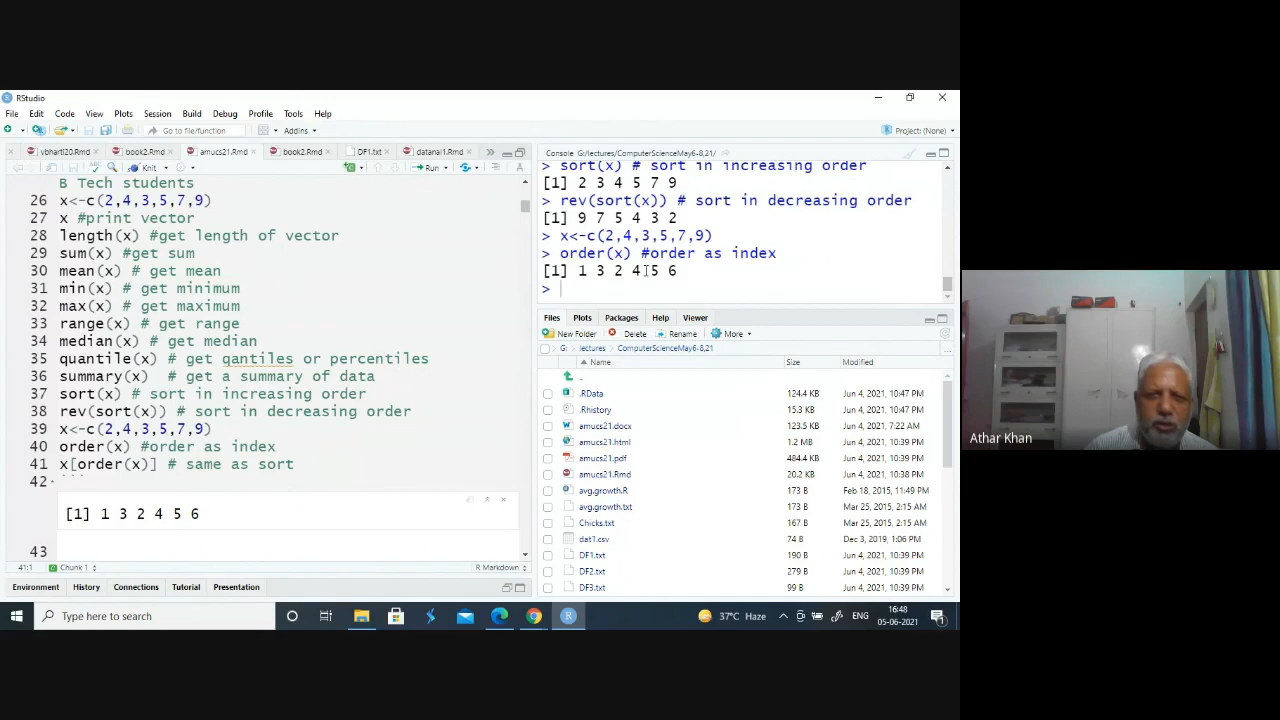 RStudio
File Edit Code View Plots Session Build Debug Profile Tools Help
Go to file/function Addins Project: (None)
vbharti20.Rmd book2.Rmd amucs21.Rmd book2.Rmd DF1.txt datanal1.Rmd
Knit Run
B Tech students
26 x<-c(2,4,3,5,7,9)
27 x #print vector
28 length(x) #get length of vector
29 sum(x) #get sum
30 mean(x) # get mean
31 min(x) # get minimum
32 max(x) # get maximum
33 range(x) # get range
34 median(x) # get median
35 quantile(x) # get qantiles or percentiles
36 summary(x) # get a summary of data
37 sort(x) # sort in increasing order
38 rev(sort(x)) # sort in decreasing order
39 x<-c(2,4,3,5,7,9)
40 order(x) #order as index
41 x[order(x)] # same as sort
42
[1] 1 3 2 4 5 6
43
41:1 Chunk 1 R Markdown
Environment History Connections Tutorial Presentation
Console G:/lectures/ComputerScienceMay6-8,21/
> sort(x) # sort in increasing order
[1] 2 3 4 5 7 9
> rev(sort(x)) # sort in decreasing order
[1] 9 7 5 4 3 2
> x<-c(2,4,3,5,7,9)
> order(x) #order as index
[1] 1 3 2 4 5 6
>
Files Plots Packages Help Viewer
New Folder Delete Rename More
G: lectures ComputerScienceMay6-8,21
Name Size Modified
..
.RData 124.4 KB Jun 4, 2021, 10:47 PM
.Rhistory 15.3 KB Jun 4, 2021, 10:47 PM
amucs21.docx 123.5 KB Jun 4, 2021, 7:22 AM
amucs21.html 1.2 MB Jun 4, 2021, 10:39 PM
amucs21.pdf 484.4 KB Jun 4, 2021, 10:39 PM
amucs21.Rmd 20.2 KB Jun 4, 2021, 10:38 PM
avg.growth.R 173 B Feb 18, 2015, 11:49 PM
avg.growth.txt 173 B Mar 25, 2015, 2:15 AM
Chicks.txt 167 B Mar 25, 2015, 2:15 AM
dat1.csv 74 B Dec 3, 2019, 1:06 PM
DF1.txt 190 B Jun 4, 2021, 10:39 PM
DF2.txt 279 B Jun 4, 2021, 10:39 PM
DF3.txt 99 B Jun 4, 2021, 10:39 PM
Type here to search
37°C Haze ENG 16:48
05-06-2021
Athar Khan